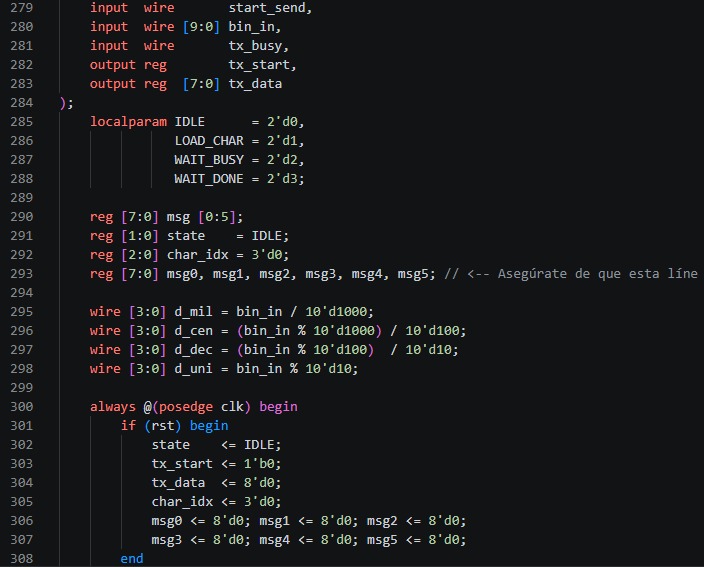 279 input  wire       start_send,
280 input  wire [9:0] bin_in,
281 input  wire       tx_busy,
282 output reg        tx_start,
283 output reg  [7:0] tx_data
284 );
285 localparam IDLE      = 2'd0,
286 LOAD_CHAR = 2'd1,
287 WAIT_BUSY = 2'd2,
288 WAIT_DONE = 2'd3;
289
290 reg [7:0] msg [0:5];
291 reg [1:0] state    = IDLE;
292 reg [2:0] char_idx = 3'd0;
293 reg [7:0] msg0, msg1, msg2, msg3, msg4, msg5; // <-- Asegúrate de que esta líne
294
295 wire [3:0] d_mil = bin_in / 10'd1000;
296 wire [3:0] d_cen = (bin_in % 10'd1000) / 10'd100;
297 wire [3:0] d_dec = (bin_in % 10'd100)  / 10'd10;
298 wire [3:0] d_uni = bin_in % 10'd10;
299
300 always @(posedge clk) begin
301 if (rst) begin
302 state    <= IDLE;
303 tx_start <= 1'b0;
304 tx_data  <= 8'd0;
305 char_idx <= 3'd0;
306 msg0 <= 8'd0; msg1 <= 8'd0; msg2 <= 8'd0;
307 msg3 <= 8'd0; msg4 <= 8'd0; msg5 <= 8'd0;
308 end